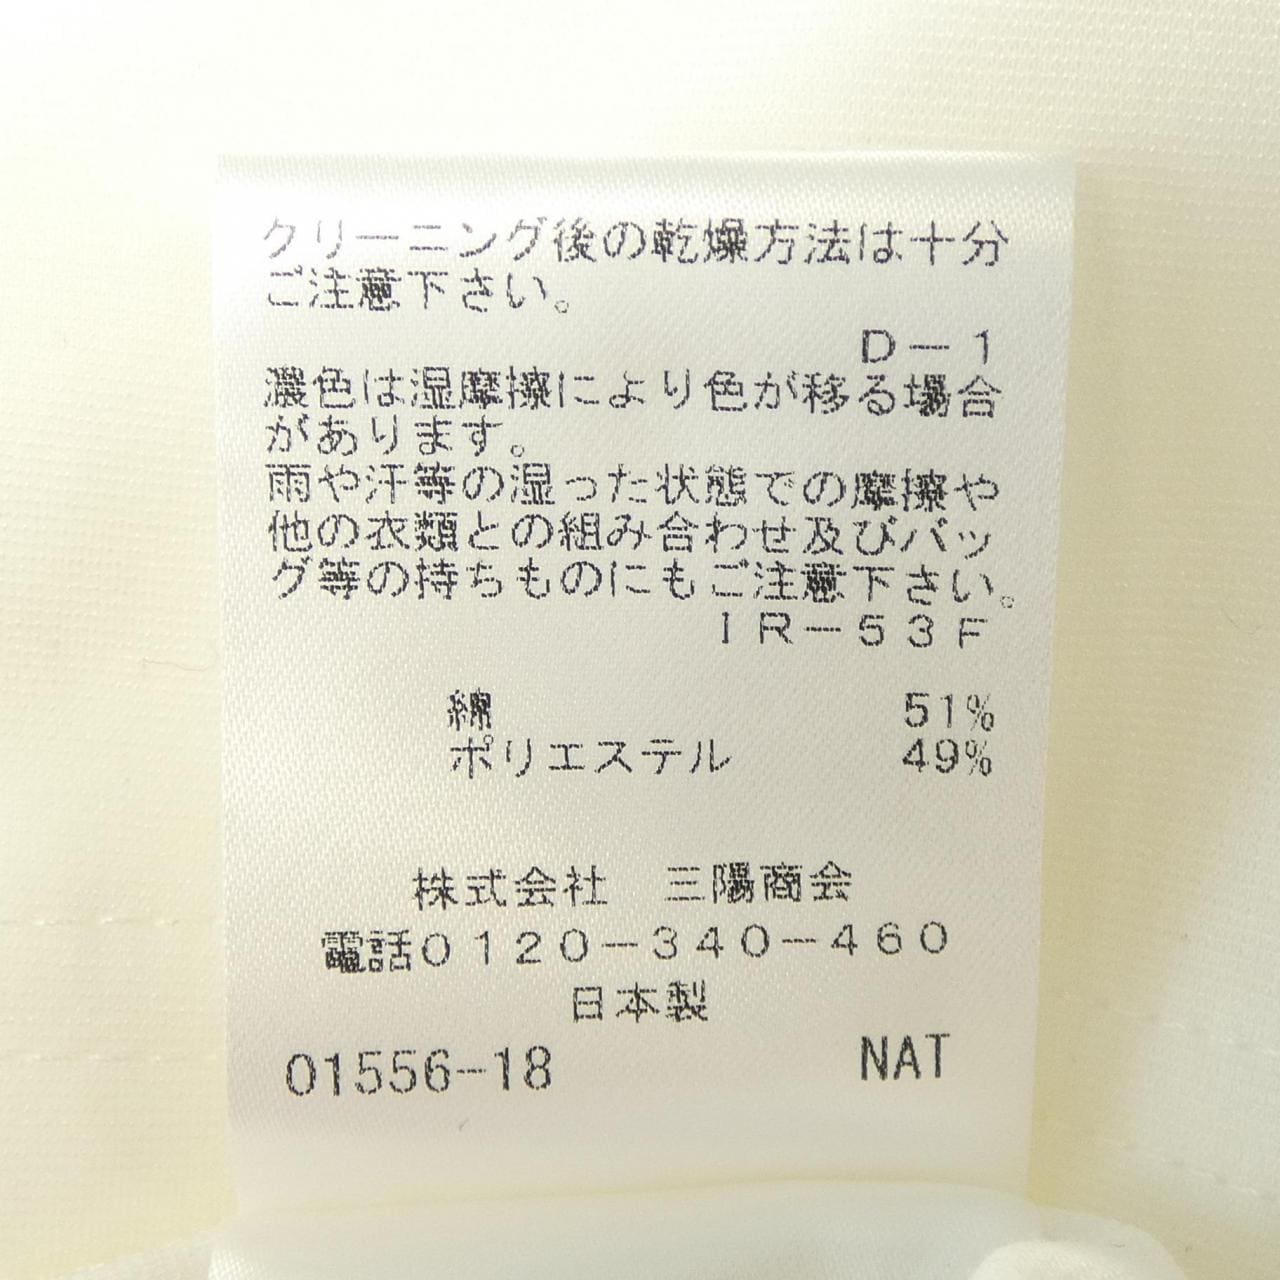 クリーニング後の乾燥方法は十分
ご注意下さい。
D－1
濃色は湿摩擦により色が移る場合
があります。
雨や汗等の湿った状態での摩擦や
他の衣類との組み合わせ及びバッ
グ等の持ちものにもご注意下さい。
IR－53F
綿 51%
ポリエステル 49%
株式会社 三陽商会
電話0120－340－460
日本製
01556-18 NAT